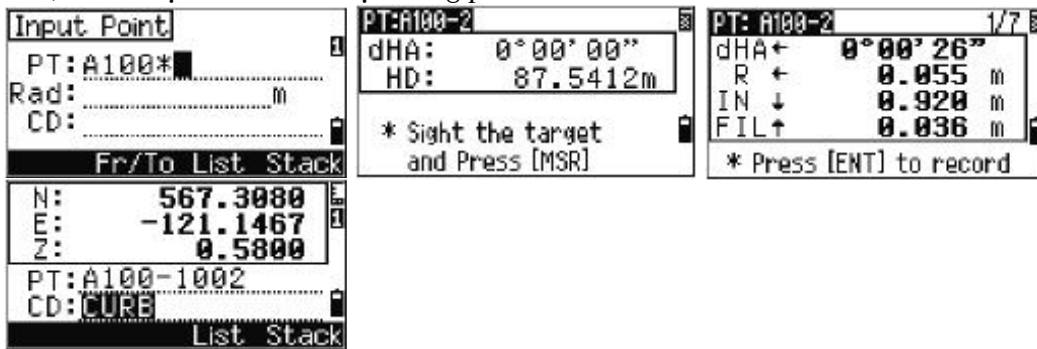 Input Point
1
PT:A100*
Rad: m
CD:
Fr/To List Stack
PT:A100-2
dHA: 0°00'00"
HD: 87.5412m
* Sight the target
and Press [MSR]
PT: A100-2 1/7
dHA← 0°00'26"
R ← 0.055 m
IN ↓ 0.920 m
FIL↑ 0.036 m
* Press [ENT] to record
N: 567.3080
E: -121.1467
1
Z: 0.5800
PT:A100-1002
CD:CURB
List Stack